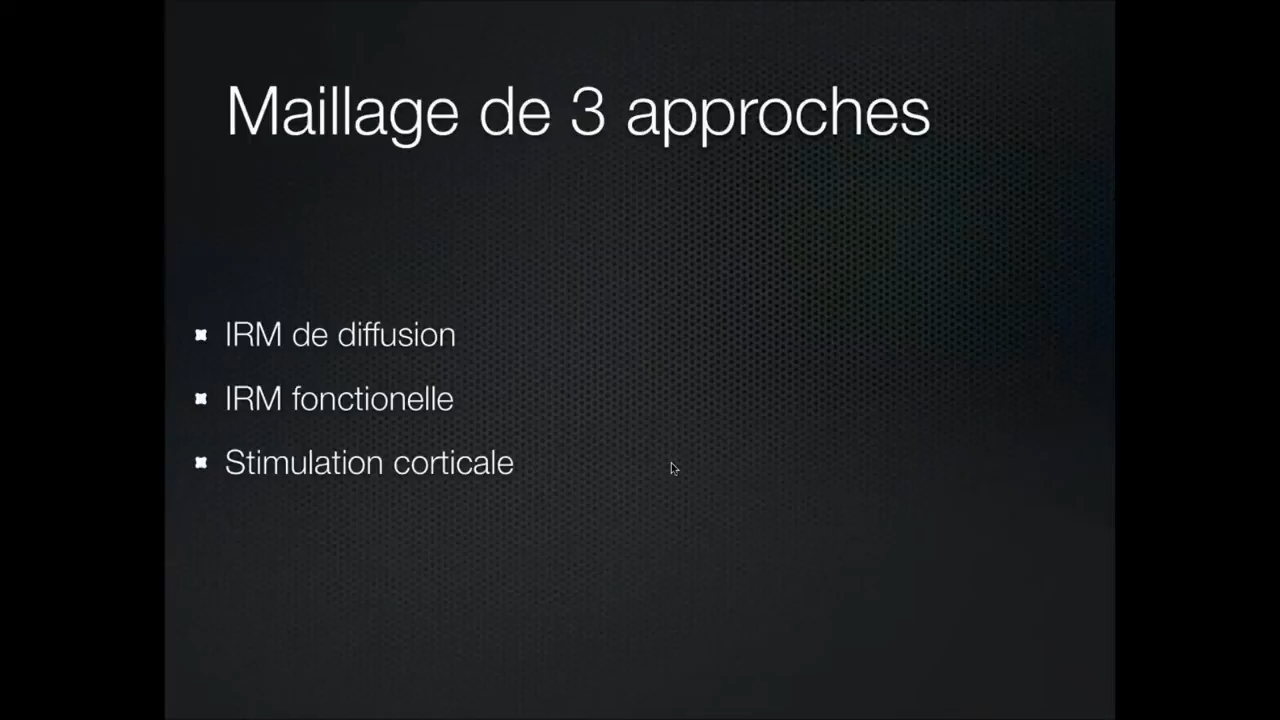 Maillage de 3 approches
IRM de diffusion
IRM fonctionelle
Stimulation corticale